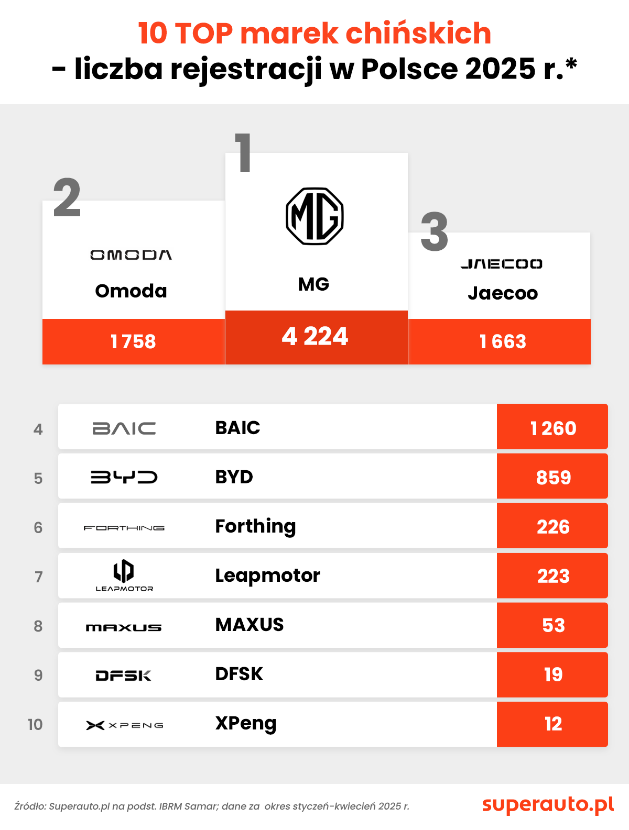 10 TOP marek chińskich
– liczba rejestracji w Polsce 2025 r.*
1
MG
MG
4 224
2
OMODA
Omoda
1 758
3
JAECOO
Jaecoo
1 663
4 BAIC BAIC 1 260
5 BYD BYD 859
6 FORTHING Forthing 226
7 LEAPMOTOR Leapmotor 223
8 MAXUS MAXUS 53
9 DFSK DFSK 19
10 XPENG XPeng 12
Źródło: Superauto.pl na podst. IBRM Samar; dane za okres styczeń-kwiecień 2025 r.
superauto.pl